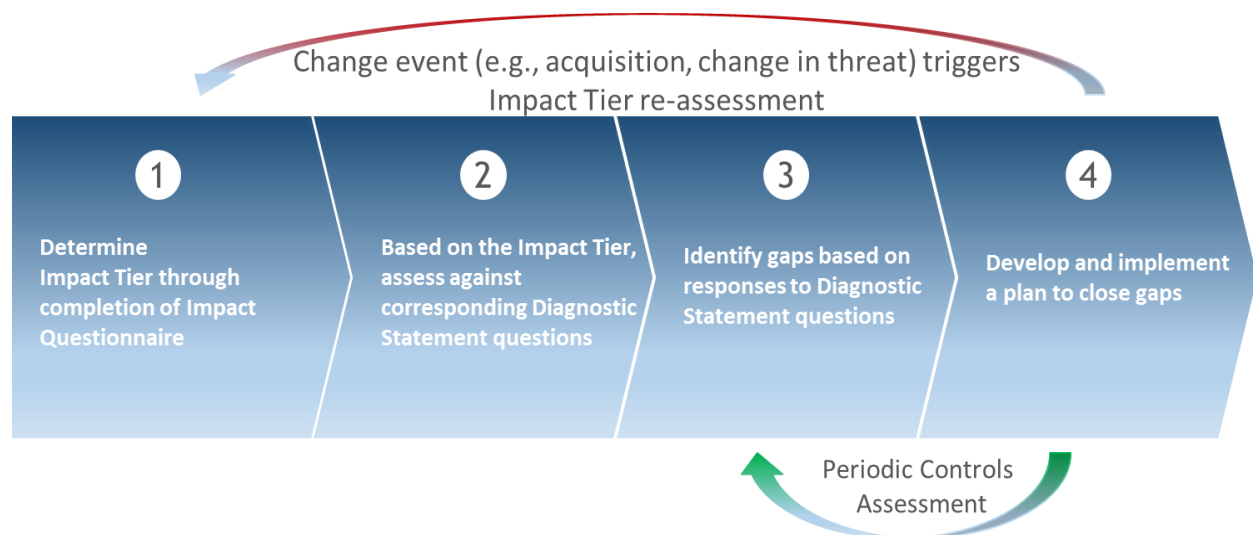 Change event (e.g., acquisition, change in threat) triggers
Impact Tier re-assessment
1
Determine
Impact Tier through
completion of Impact
Questionnaire
2
Based on the Impact Tier,
assess against
corresponding Diagnostic
Statement questions
3
Identify gaps based on
responses to Diagnostic
Statement questions
4
Develop and implement
a plan to close gaps
Periodic Controls
Assessment